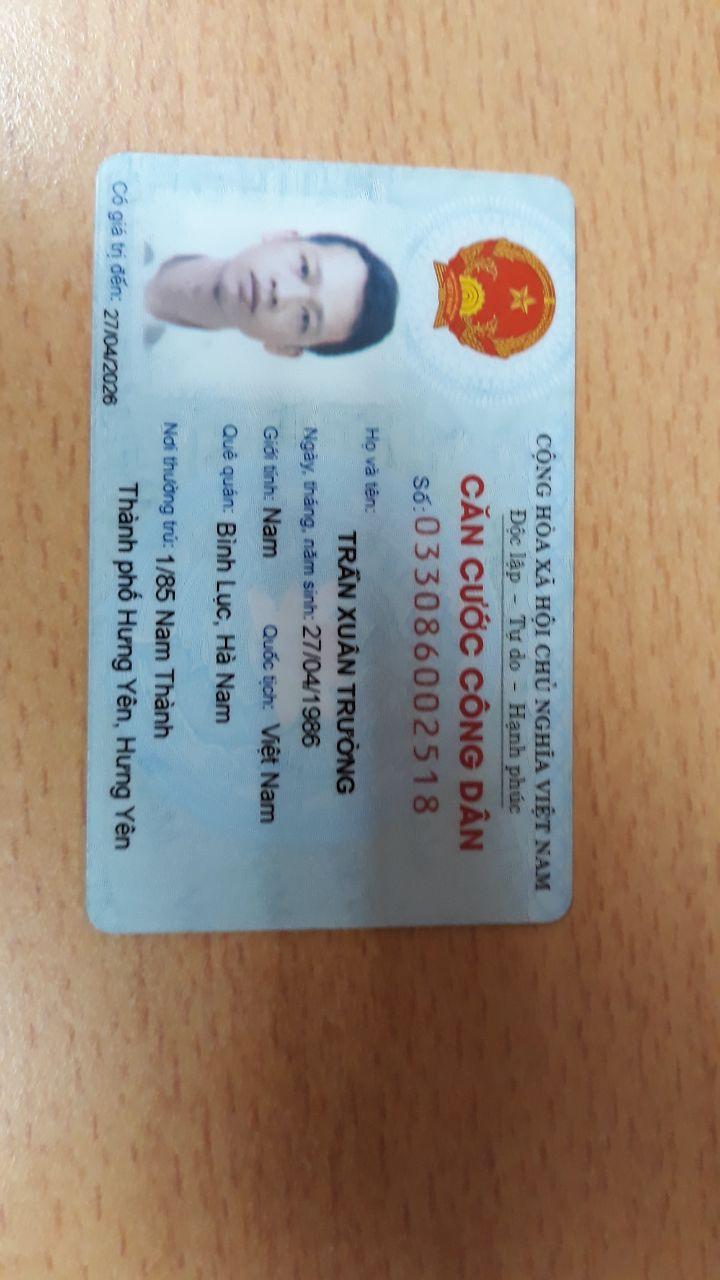 CỘNG HÒA XÃ HỘI CHỦ NGHĨA VIỆT NAM
Độc lập - Tự do - Hạnh phúc
CĂN CƯỚC CÔNG DÂN
Số: 033086002518
Họ và tên:
TRẦN XUÂN TRƯỜNG
Ngày, tháng, năm sinh: 27/04/1986
Giới tính: Nam Quốc tịch: Việt Nam
Quê quán: Bình Lục, Hà Nam
Nơi thường trú: 1/85 Nam Thành
Thành phố Hưng Yên, Hưng Yên
Có giá trị đến: 27/04/2026